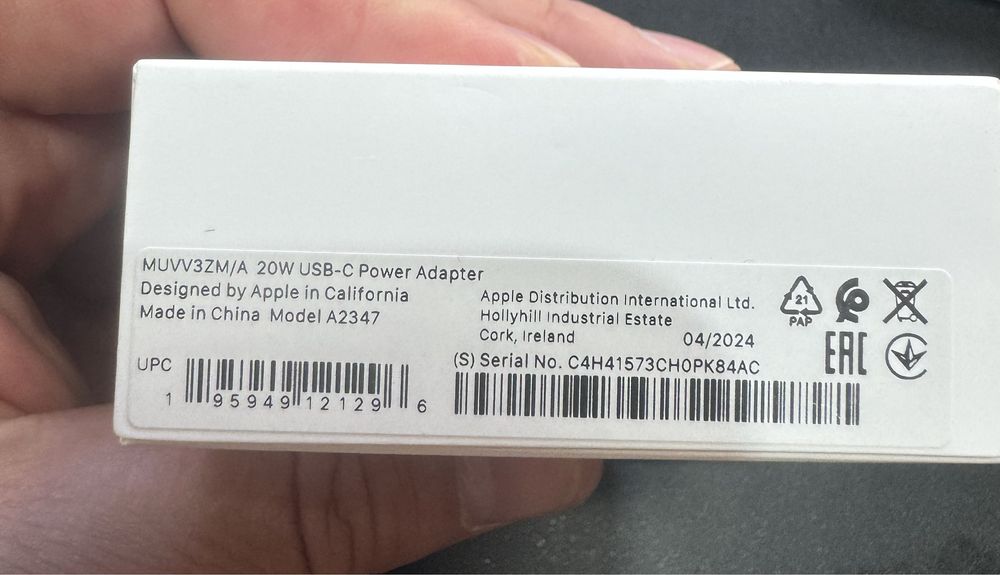 MUVV3ZM/A 20W USB-C Power Adapter
Designed by Apple in California
Made in China Model A2347
Apple Distribution International Ltd.
Hollyhill Industrial Estate
Cork, Ireland 04/2024
(S) Serial No. C4H41573CH0PK84AC
UPC
1 95949 12129 6
21
PAP
EAC